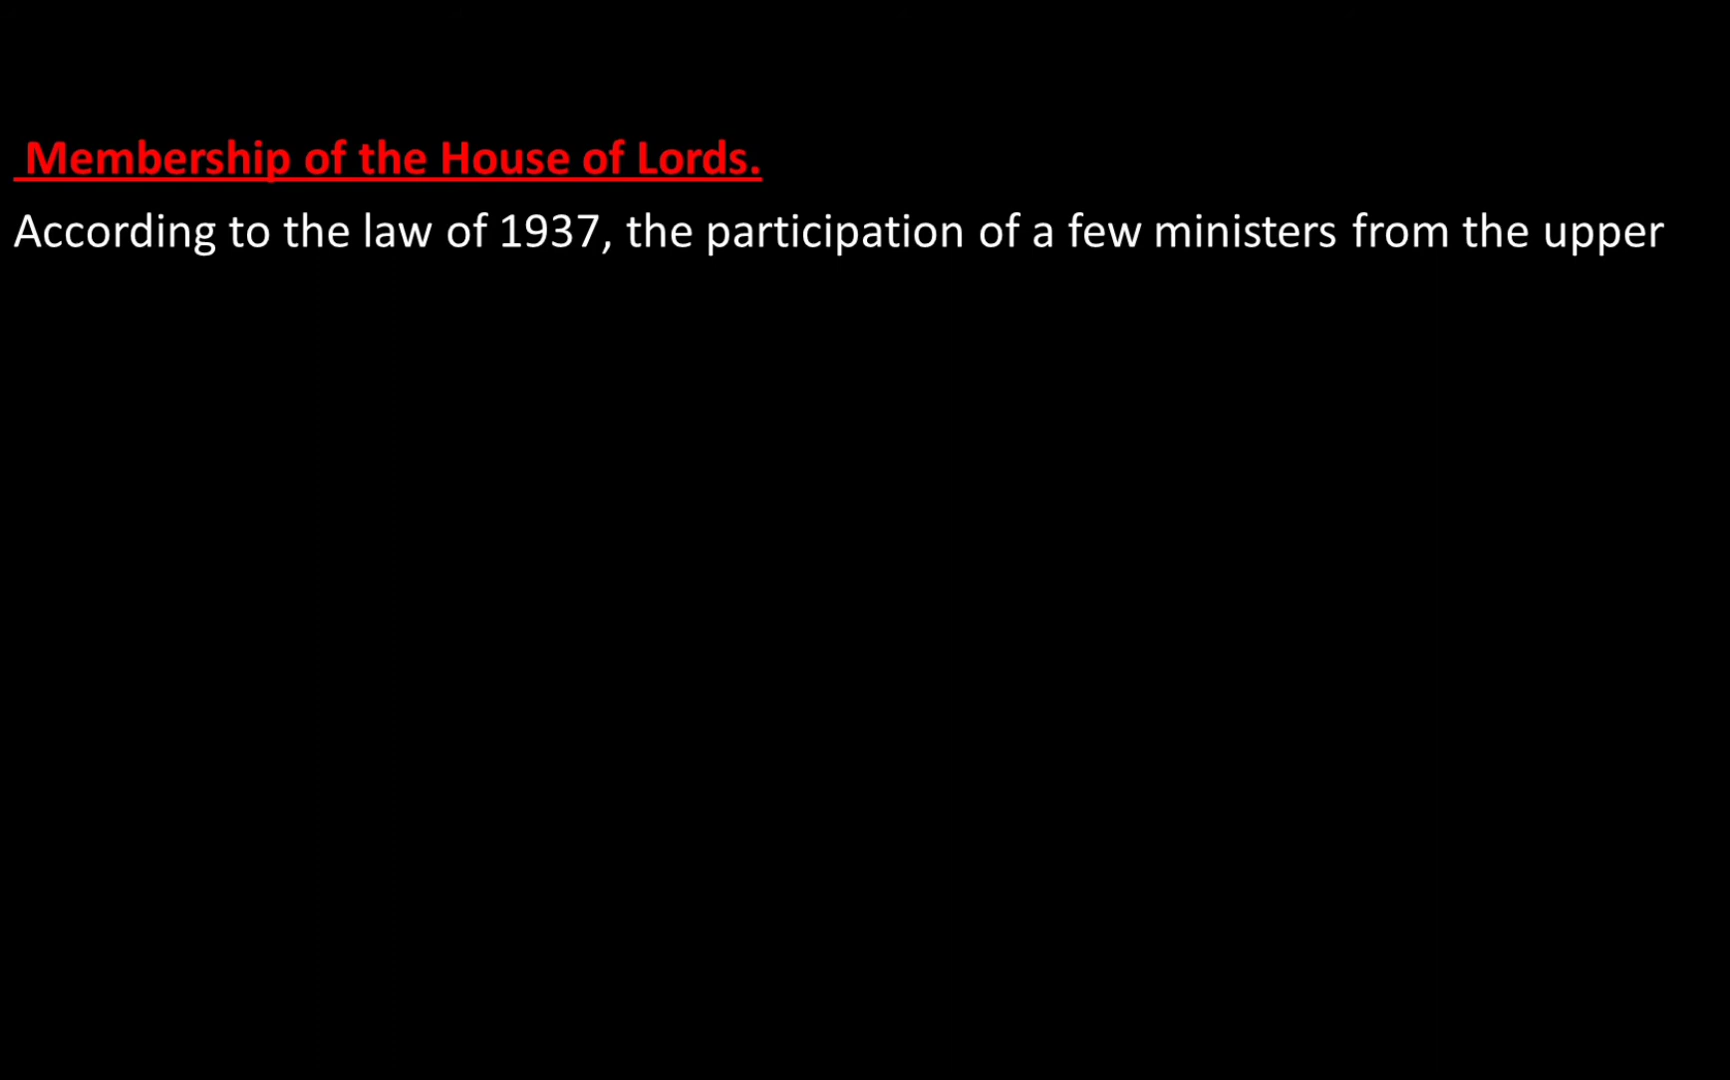 Membership of the House of Lords.
According to the law of 1937, the participation of a few ministers from the upper